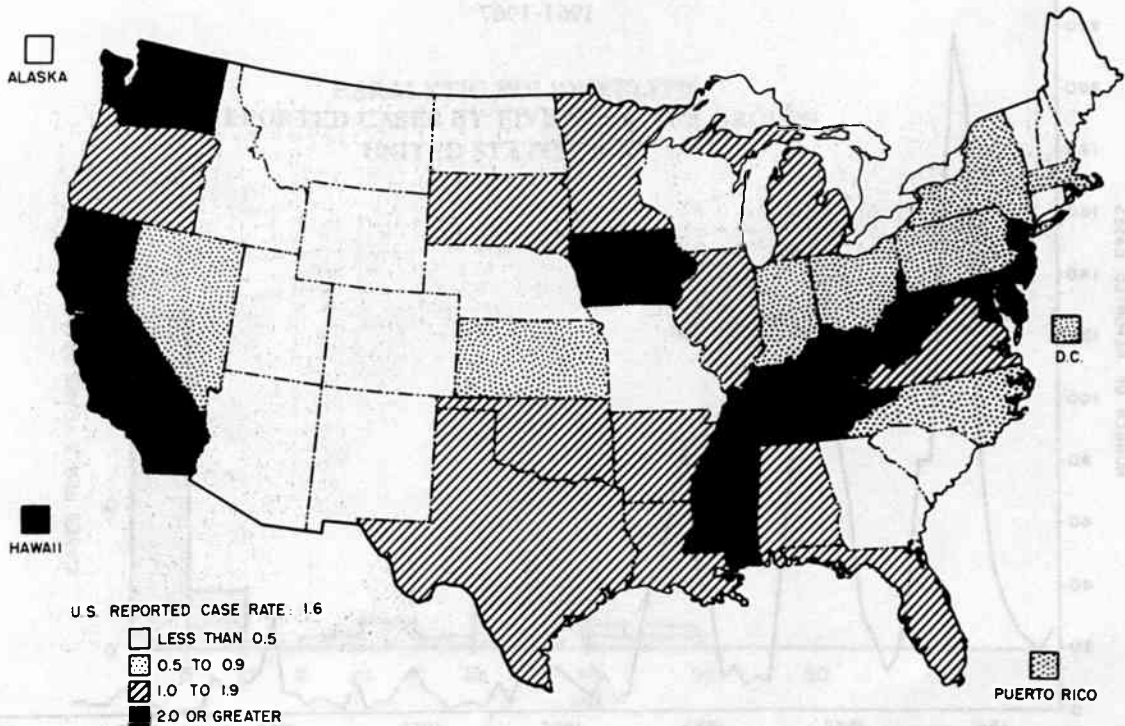 ALASKA
D.C.
HAWAII
U.S. REPORTED CASE RATE: 1.6
LESS THAN 0.5
0.5 TO 0.9
1.0 TO 1.9
2.0 OR GREATER
PUERTO RICO